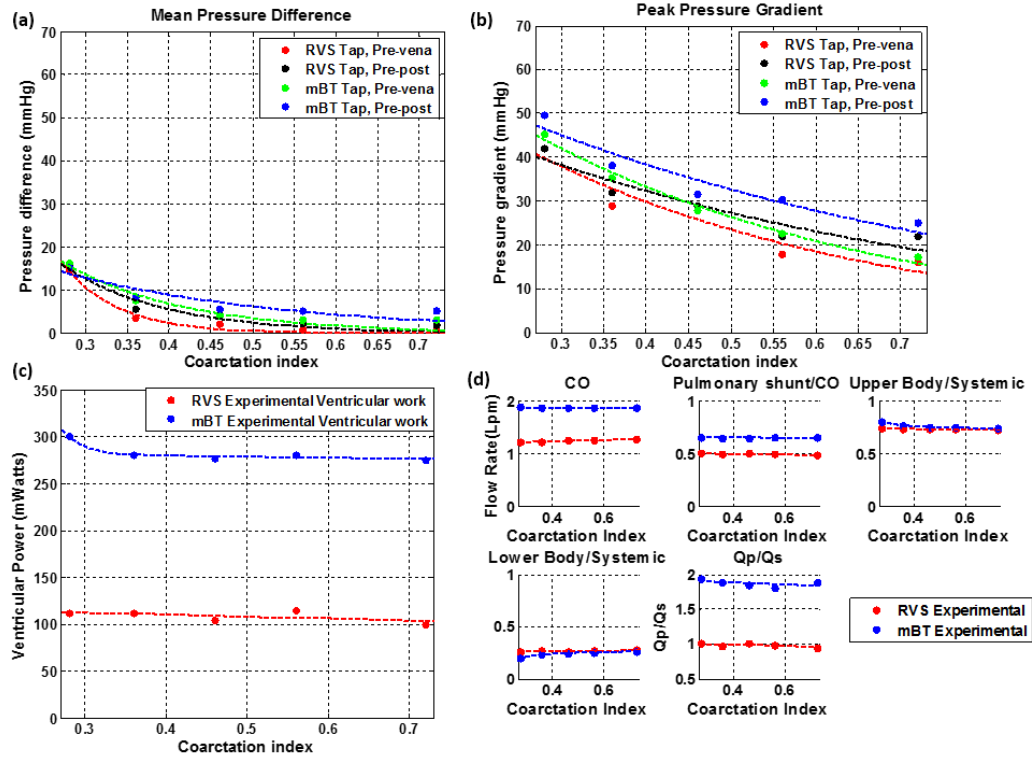 (a)
Mean Pressure Difference
RVS Tap, Pre-vena
RVS Tap, Pre-post
mBT Tap, Pre-vena
mBT Tap, Pre-post
Pressure difference (mmHg)
70
60
50
40
30
20
10
0
0.3
0.35
0.4
0.45
0.5
0.55
0.6
0.65
0.7
Coarctation index
(b)
Peak Pressure Gradient
RVS Tap, Pre-vena
RVS Tap, Pre-post
mBT Tap, Pre-vena
mBT Tap, Pre-post
Pressure gradient (mmHg)
70
60
50
40
30
20
10
0
0.3
0.35
0.4
0.45
0.5
0.55
0.6
0.65
0.7
Coarctation index
(c)
RVS Experimental Ventricular work
mBT Experimental Ventricular work
Ventricular Power (mWatts)
350
300
250
200
150
100
50
0
0.3
0.4
0.5
0.6
0.7
Coarctation index
(d)
CO
Flow Rate(Lpm)
2
1
0
0.4
0.6
Coarctation Index
Pulmonary shunt/CO
1
0.5
0
0.4
0.6
Coarctation Index
Upper Body/Systemic
1
0.5
0
0.4
0.6
Coarctation Index
Lower Body/Systemic
1
0.5
0
0.4
0.6
Coarctation Index
Qp/Qs
Qp/Qs
2
1.5
1
0.5
0.4
0.6
Coarctation Index
RVS Experimental
mBT Experimental